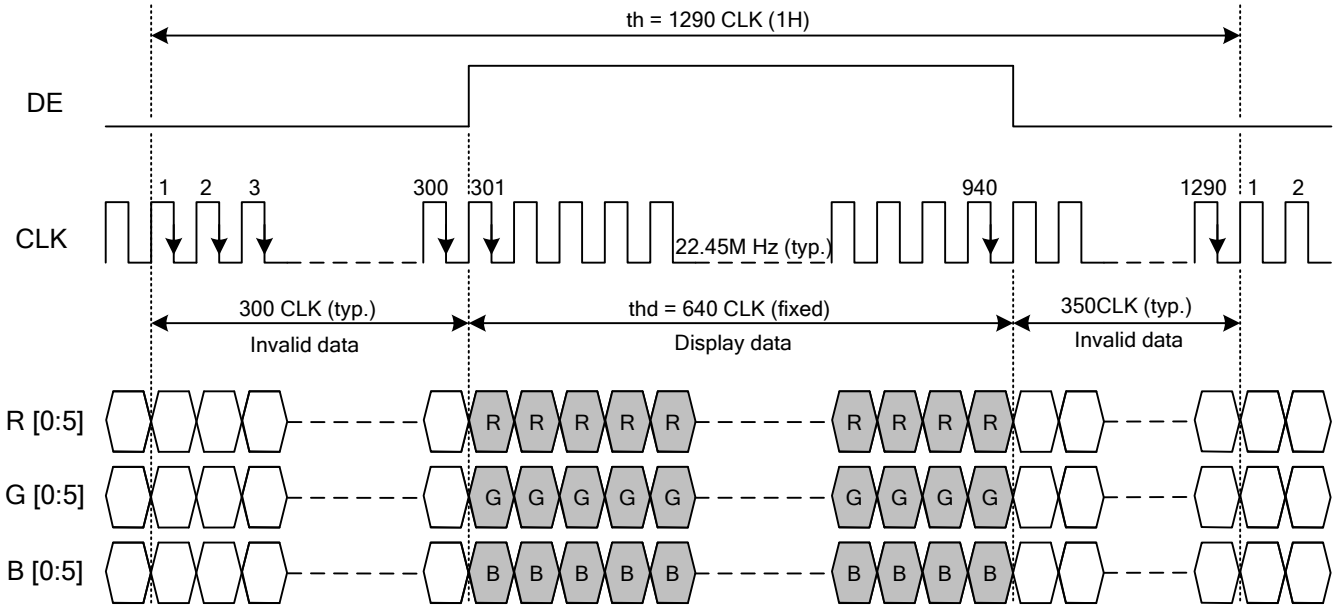 th = 1290 CLK (1H)
DE
1 2 3 300 301 940 1290 1 2
CLK
22.45M Hz (typ.)
300 CLK (typ.) thd = 640 CLK (fixed) 350CLK (typ.)
Invalid data Display data Invalid data
R [0:5] R R R R R R R R R
G [0:5] G G G G G G G G G
B [0:5] B B B B B B B B B